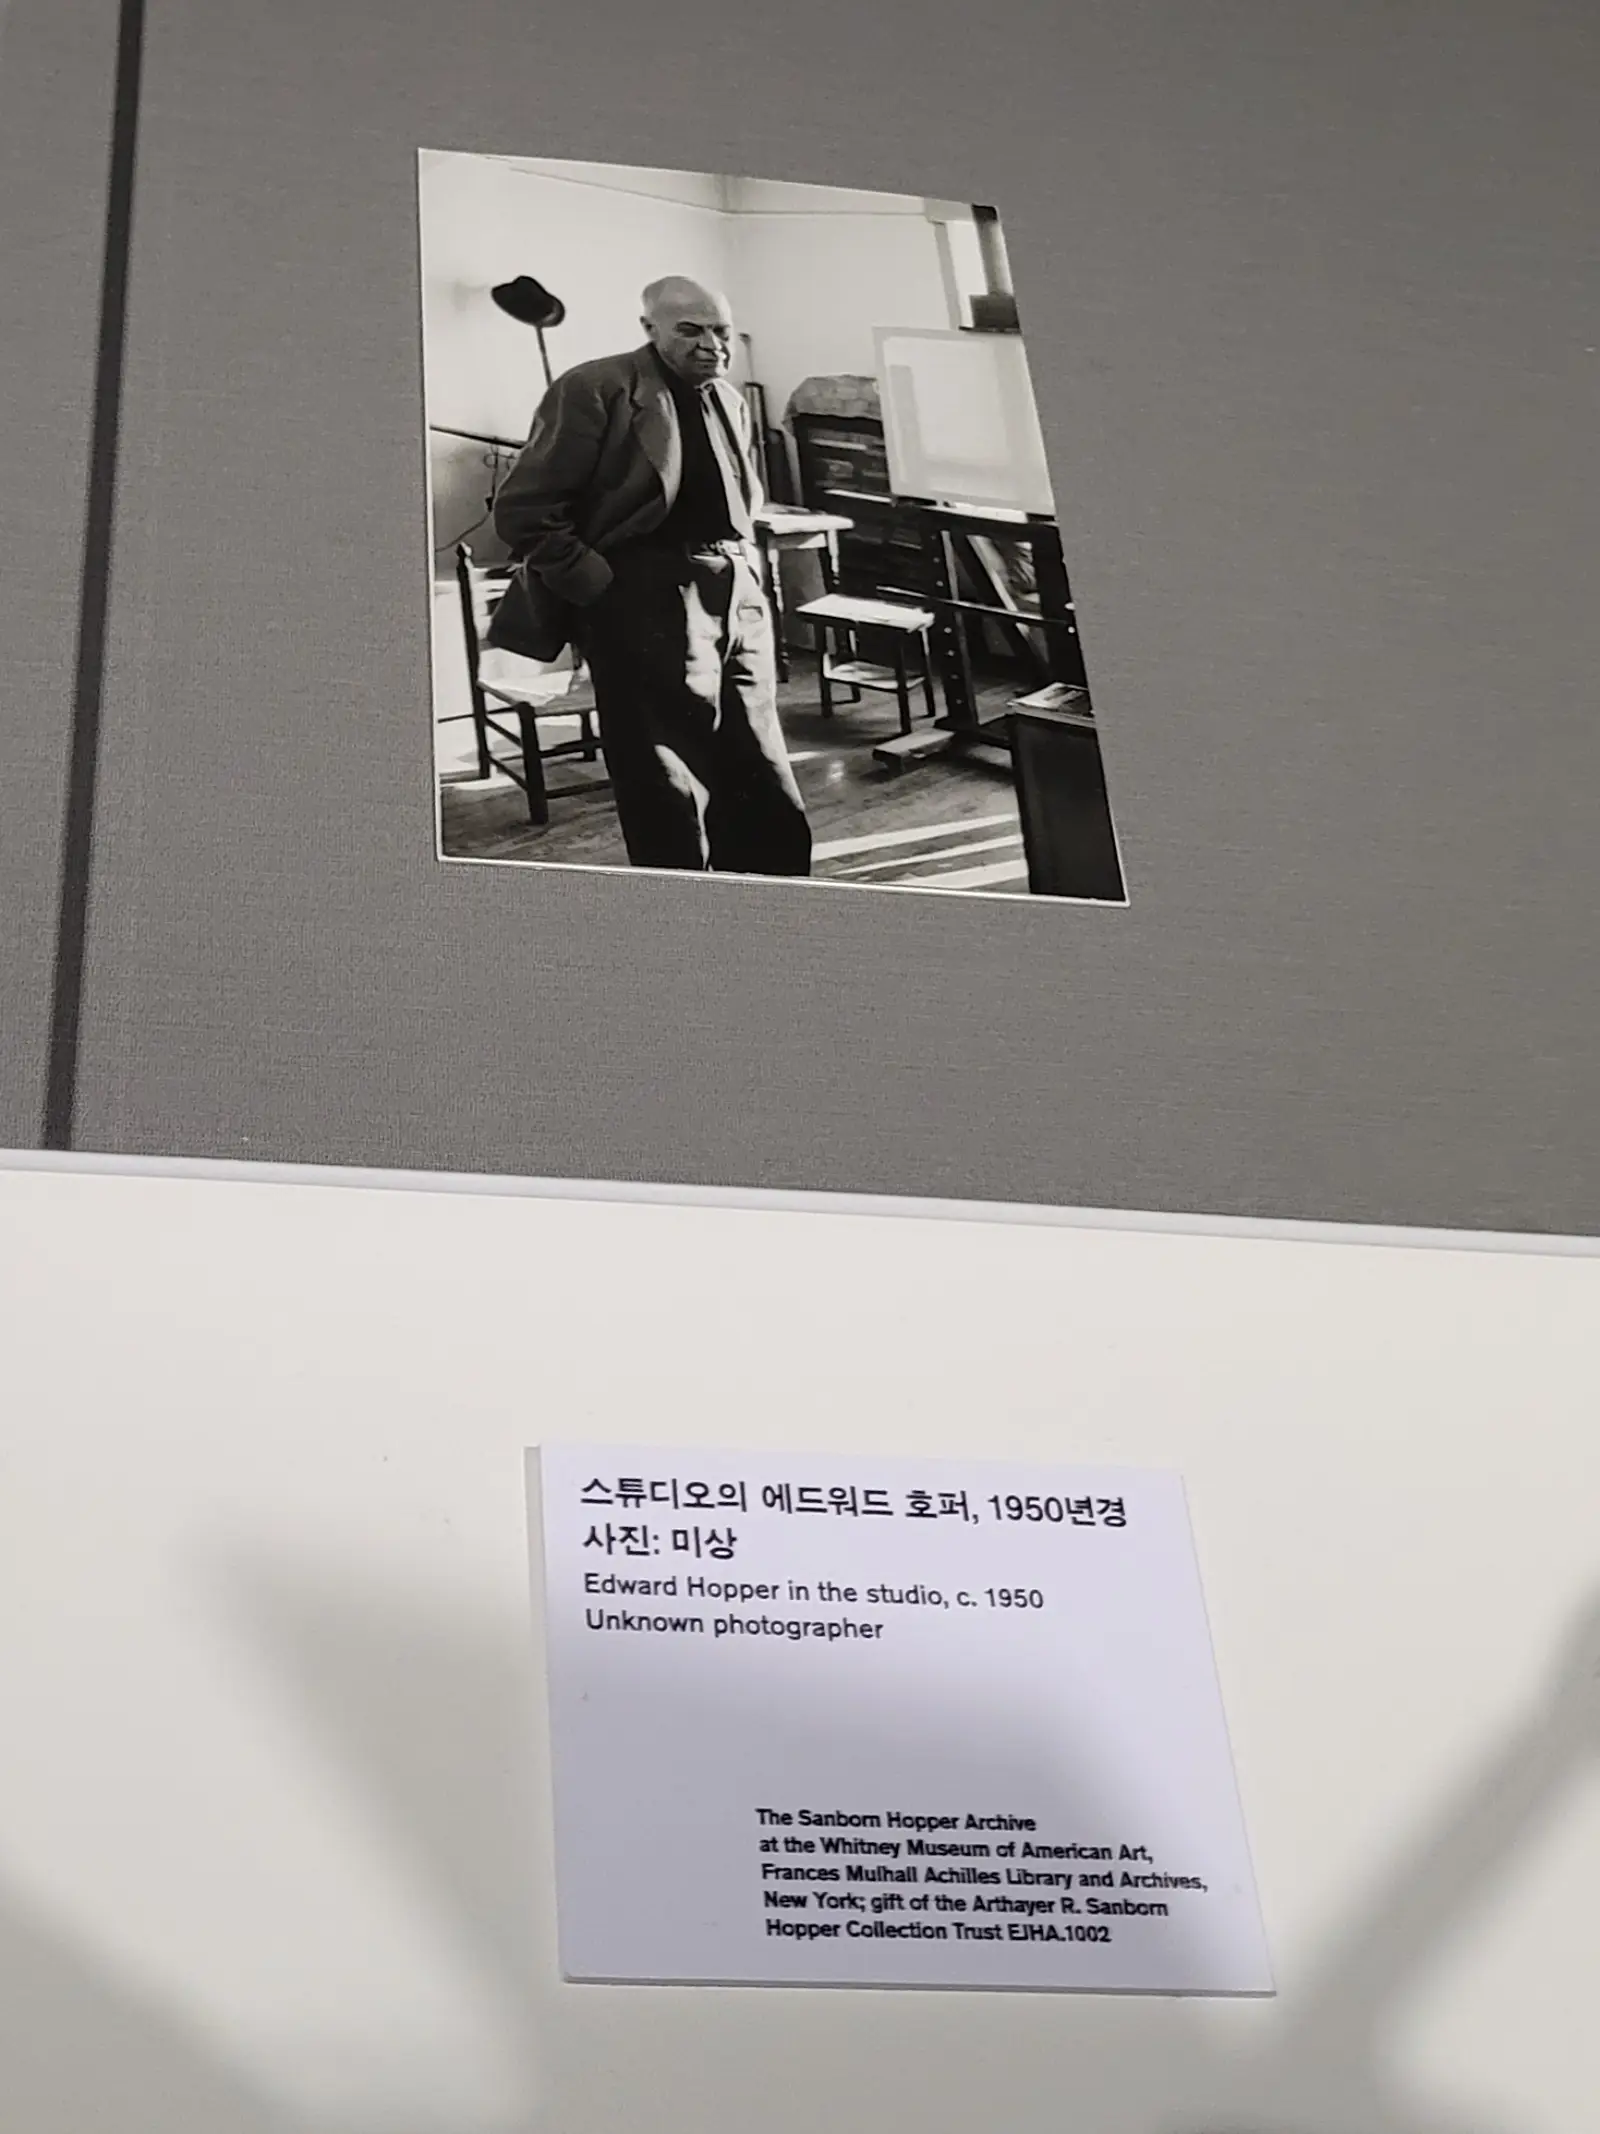 스튜디오의 에드워드 호퍼, 1950년경
사진: 미상
Edward Hopper in the studio, c. 1950
Unknown photographer
The Sanborn Hopper Archive
at the Whitney Museum of American Art,
Frances Mulhall Achilles Library and Archives,
New York; gift of the Arthayer R. Sanborn
Hopper Collection Trust EJHA.1002